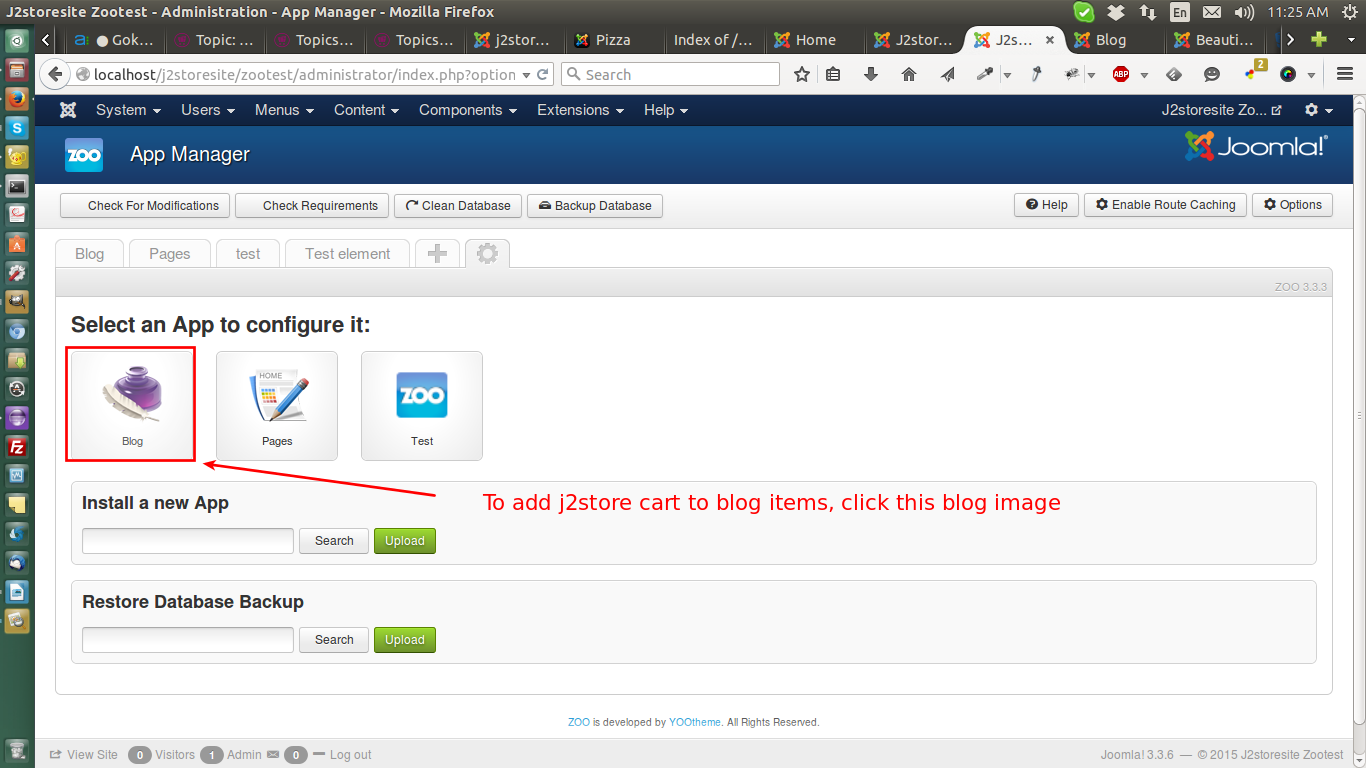 J2storesite Zootest - Administration - App Manager - Mozilla Firefox
En
11:25 AM
Gok...
Topic: ...
Topics...
Topics...
j2stor...
Pizza
Index of /...
Home
J2stor...
J2s...
Blog
Beauti...
localhost/j2storesite/zootest/administrator/index.php?option
Search
ABP
2
System
Users
Menus
Content
Components
Extensions
Help
J2storesite Zo...
ZOO
App Manager
Joomla!
Check For Modifications
Check Requirements
Clean Database
Backup Database
Help
Enable Route Caching
Options
Blog
Pages
test
Test element
ZOO 3.3.3
Select an App to configure it:
HOME
ZOO
Blog
Pages
Test
Install a new App
To add j2store cart to blog items, click this blog image
Search
Upload
Restore Database Backup
Search
Upload
ZOO is developed by YOOtheme. All Rights Reserved.
View Site
0 Visitors
1 Admin
0
Log out
Joomla! 3.3.6 — © 2015 J2storesite Zootest